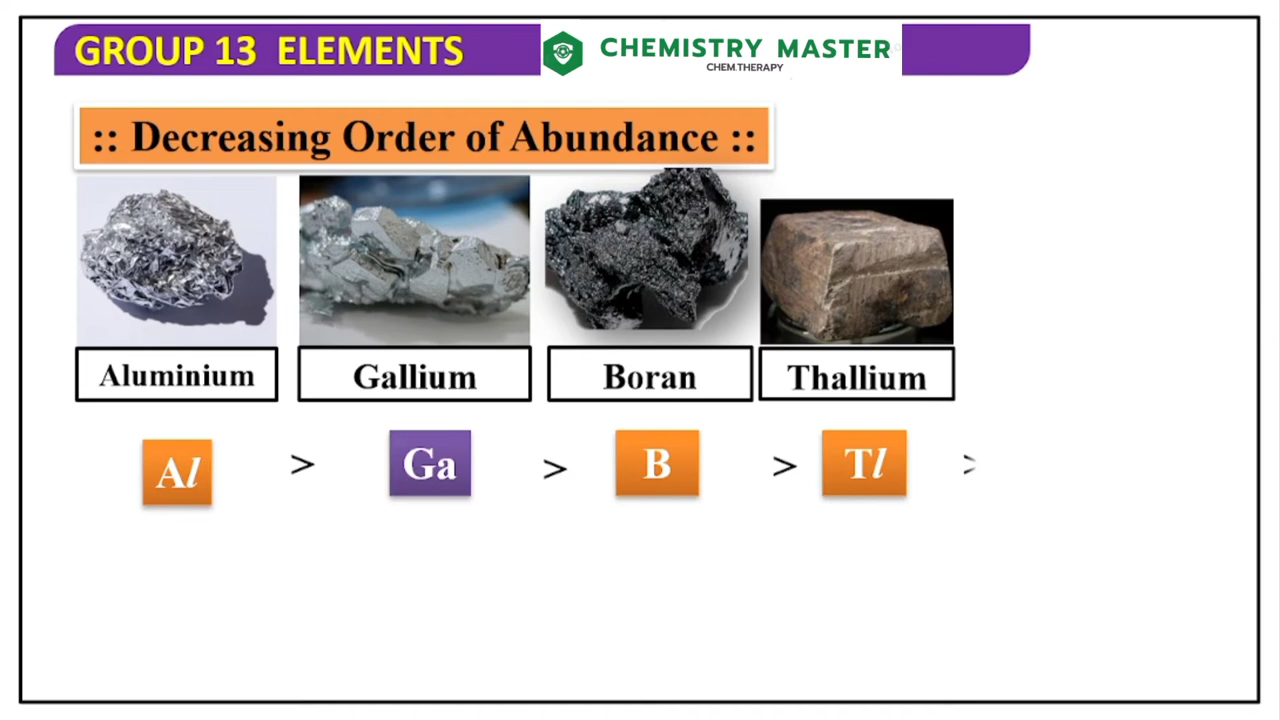 GROUP 13 ELEMENTS
CHEMISTRY MASTER
CHEM.THERAPY
:: Decreasing Order of Abundance ::
Aluminium Gallium Boran Thallium
Al > Ga > B > Tl >